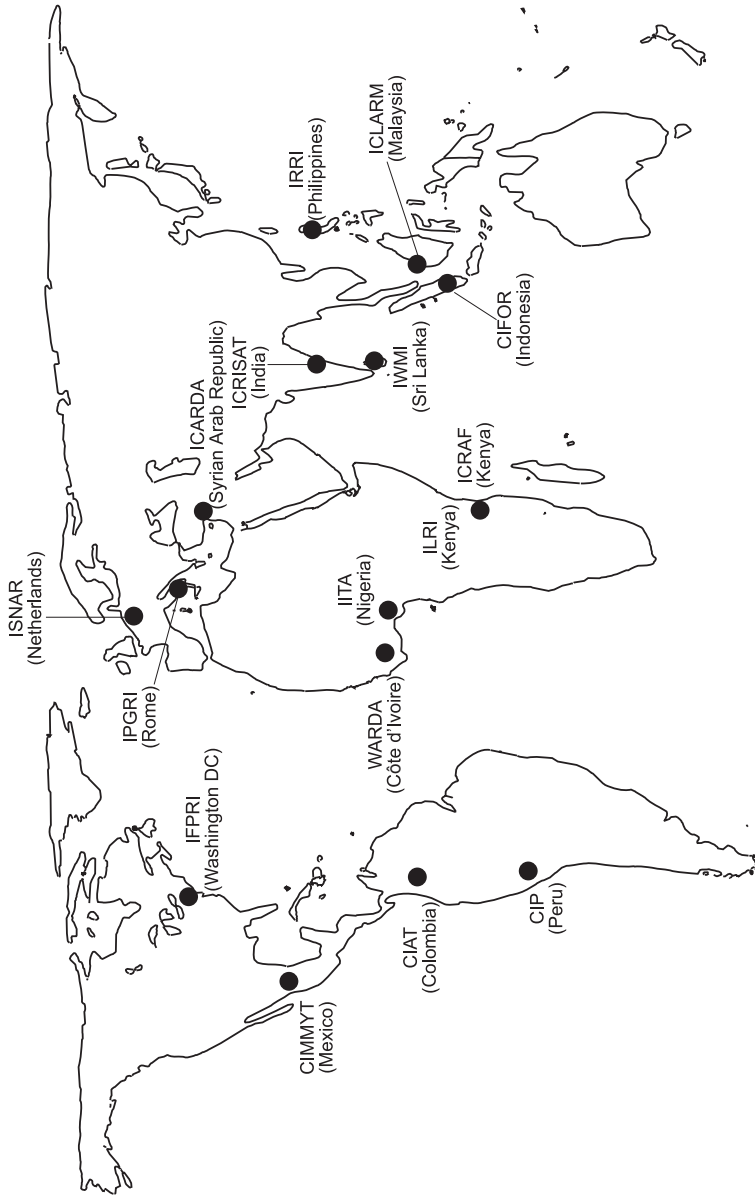 ISNAR
(Netherlands)
IPGRI
(Rome)
IFPRI
(Washington DC)
CIMMYT
(Mexico)
CIAT
(Colombia)
CIP
(Peru)
WARDA
(Côte d'Ivoire)
IITA
(Nigeria)
ILRI
(Kenya)
ICRAF
(Kenya)
ICARDA
(Syrian Arab Republic)
ICRISAT
(India)
IWMI
(Sri Lanka)
IRRI
(Philippines)
ICLARM
(Malaysia)
CIFOR
(Indonesia)